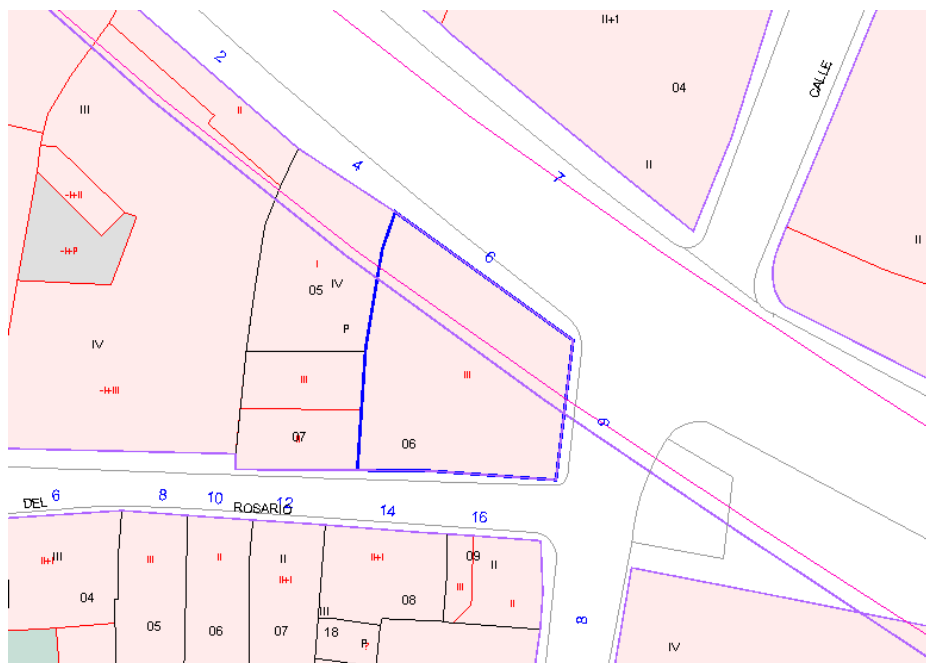 II+1
2
II
04
CALLE
III
4
II
7
-I+II
II
6
-I+P
I
IV
05
P
IV
III
III
-I+III
9
07
06
6
8
10
12
14
16
DEL
ROSARIO
III
II+I
III
II
II
II+I
II+I
09
II
III
II
04
05
06
07
III
18
08
P
?
8
IV